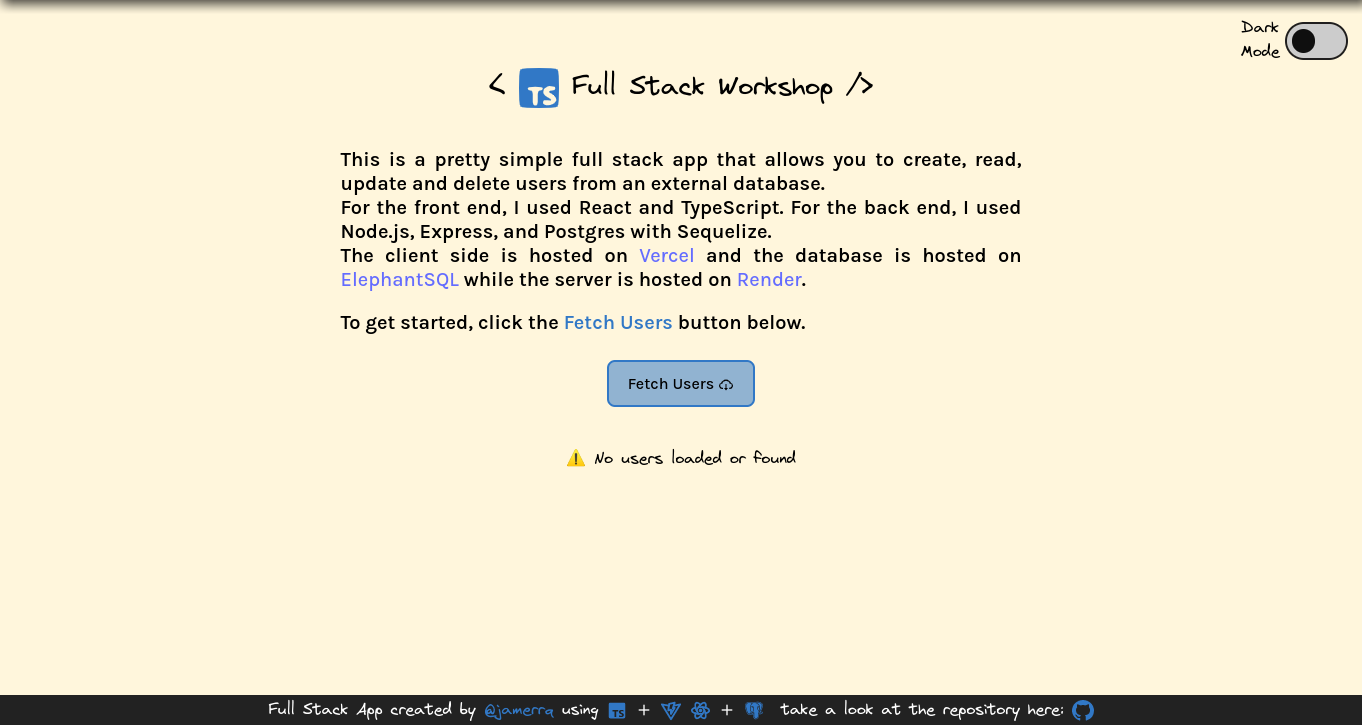 Dark
Mode
< TS Full Stack Workshop />
This is a pretty simple full stack app that allows you to create, read,
update and delete users from an external database.
For the front end, I used React and TypeScript. For the back end, I used
Node.js, Express, and Postgres with Sequelize.
The client side is hosted on Vercel and the database is hosted on
ElephantSQL while the server is hosted on Render.
To get started, click the Fetch Users button below.
Fetch Users
⚠️ No users loaded or found
Full Stack App created by @jamerrq using TS + + take a look at the repository here: